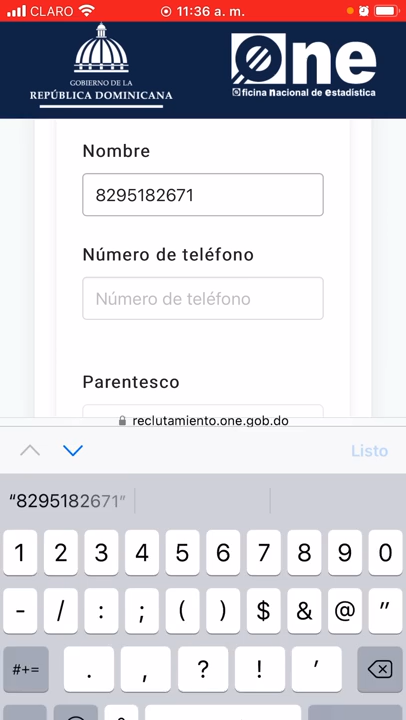 CLARO 11:36 a. m.
GOBIERNO DE LA
REPÚBLICA DOMINICANA
One
Oficina nacional de estadística
Nombre
8295182671
Número de teléfono
Número de teléfono
Parentesco
reclutamiento.one.gob.do
Listo
“8295182671”
1 2 3 4 5 6 7 8 9 0
- / : ; ( ) $ & @ "
#+= . , ? ! ’